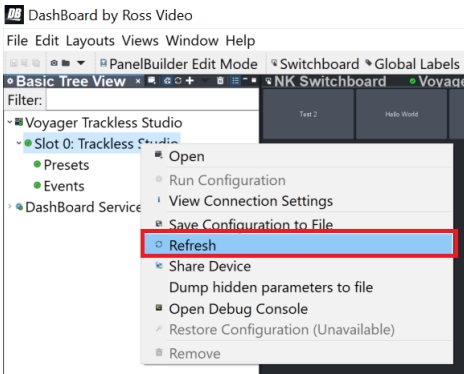 DB DashBoard by Ross Video
File Edit Layouts Views Window Help
PanelBuilder Edit Mode Switchboard Global Labels
Basic Tree View NK Switchboard Voyage
Filter:
Test 2 Hello World
Voyager Trackless Studio
Slot 0: Trackless Studio
Presets
Events
DashBoard Service
Open
Run Configuration
View Connection Settings
Save Configuration to File
Refresh
Share Device
Dump hidden parameters to file
Open Debug Console
Restore Configuration (Unavailable)
Remove